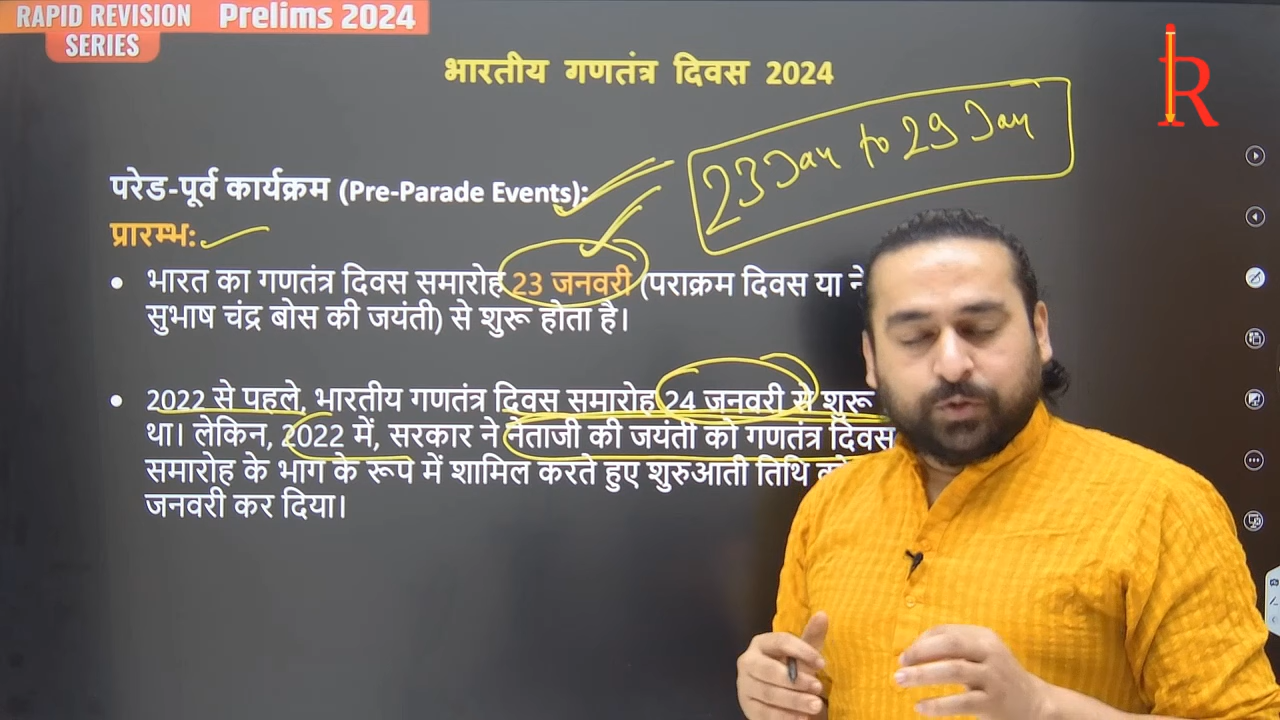 RAPID REVISION Prelims 2024
SERIES
भारतीय गणतंत्र दिवस 2024
23 Jan to 29 Jan
परेड-पूर्व कार्यक्रम (Pre-Parade Events):
प्रारम्भ:
• भारत का गणतंत्र दिवस समारोह 23 जनवरी (पराक्रम दिवस या
सुभाष चंद्र बोस की जयंती) से शुरू होता है।
• 2022 से पहले, भारतीय गणतंत्र दिवस समारोह 24 जनवरी से शुरू
था। लेकिन, 2022 में, सरकार ने नेताजी की जयंती को गणतंत्र दिवस
समारोह के भाग के रूप में शामिल करते हुए शुरुआती तिथि
जनवरी कर दिया।